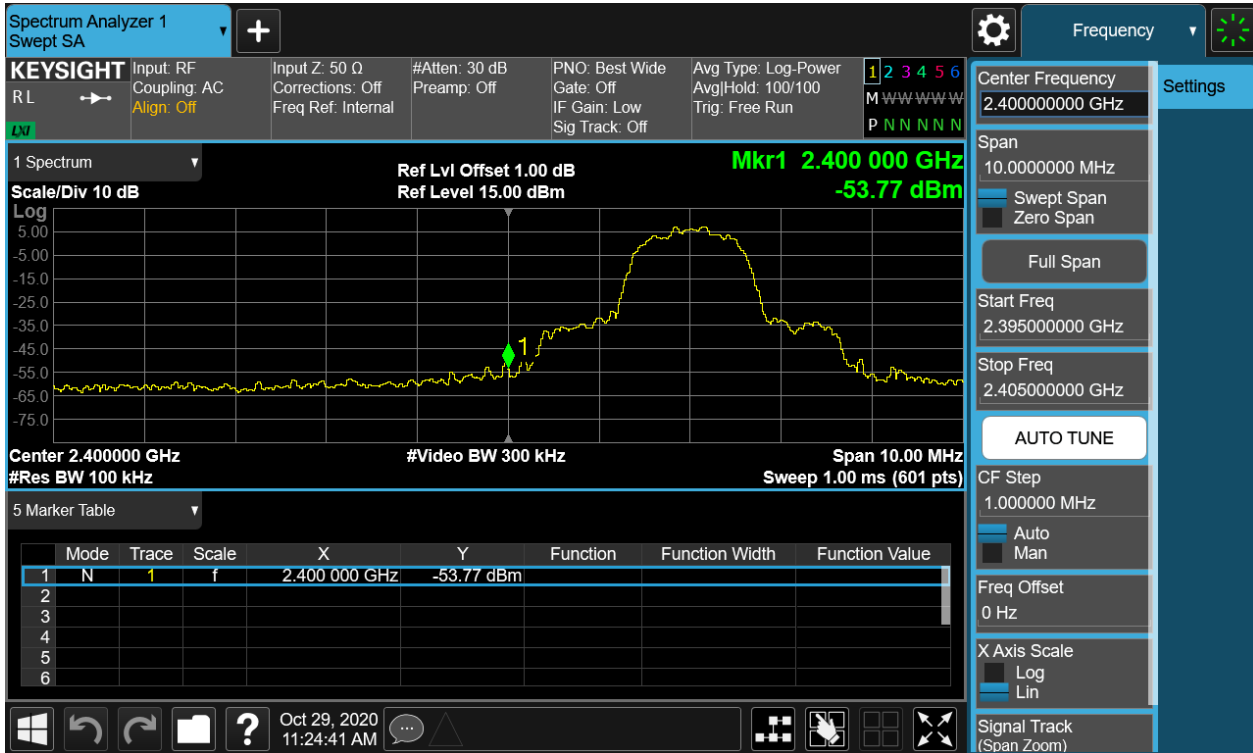 Spectrum Analyzer 1
Swept SA
Frequency
KEYSIGHT
R L
LXI
Input: RF
Coupling: AC
Align: Off
Input Z: 50 Ω
Corrections: Off
Freq Ref: Internal
#Atten: 30 dB
Preamp: Off
PNO: Best Wide
Gate: Off
IF Gain: Low
Sig Track: Off
Avg Type: Log-Power
Avg|Hold: 100/100
Trig: Free Run
1 2 3 4 5 6
M W W W W W
P N N N N N
1 Spectrum
Scale/Div 10 dB
Ref Lvl Offset 1.00 dB
Ref Level 15.00 dBm
Mkr1 2.400 000 GHz
-53.77 dBm
Log
5.00
-5.00
-15.0
-25.0
-35.0
-45.0
-55.0
-65.0
-75.0
1
Center 2.400000 GHz
#Res BW 100 kHz
#Video BW 300 kHz
Span 10.00 MHz
Sweep 1.00 ms (601 pts)
5 Marker Table
Mode Trace Scale X Y Function Function Width Function Value
1 N 1 f 2.400 000 GHz -53.77 dBm
2
3
4
5
6
Oct 29, 2020
11:24:41 AM
Center Frequency
2.400000000 GHz
Settings
Span
10.0000000 MHz
Swept Span
Zero Span
Full Span
Start Freq
2.395000000 GHz
Stop Freq
2.405000000 GHz
AUTO TUNE
CF Step
1.000000 MHz
Auto
Man
Freq Offset
0 Hz
X Axis Scale
Log
Lin
Signal Track
(Span Zoom)